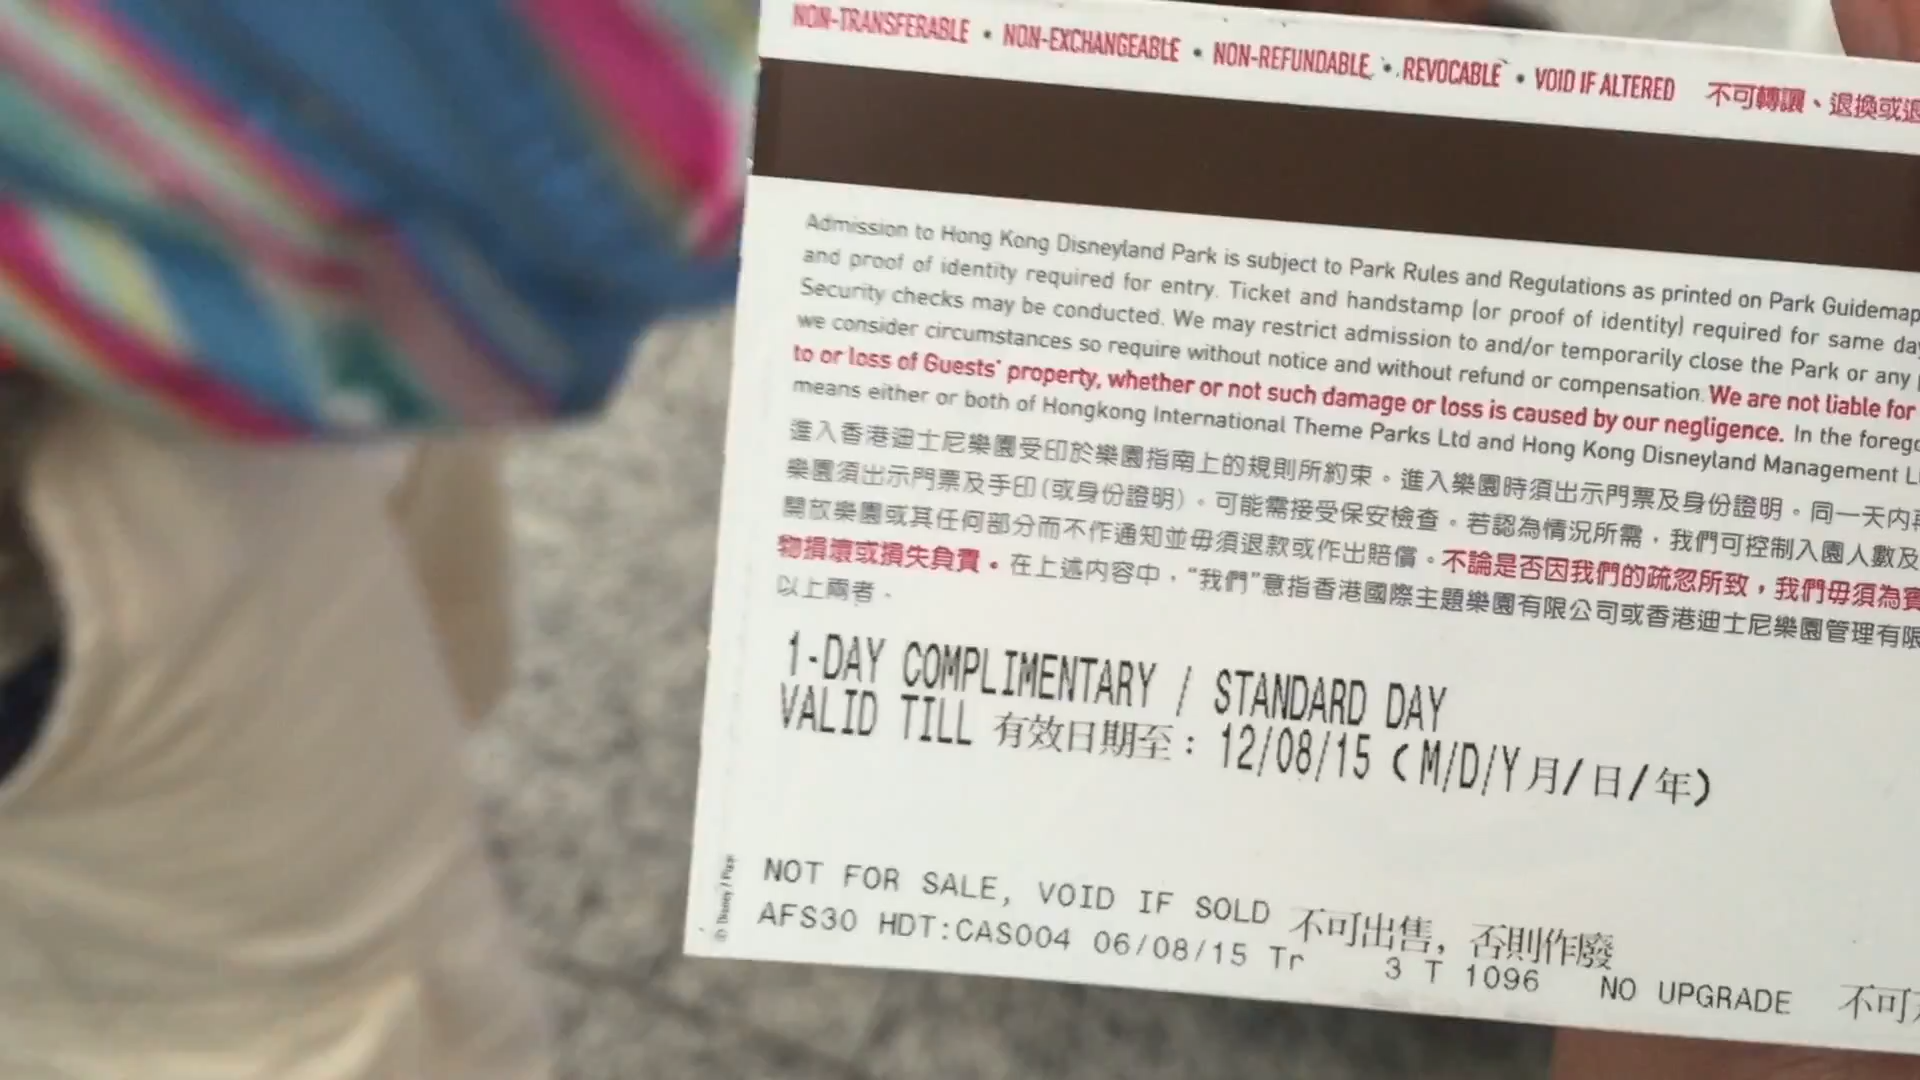 NON-TRANSFERABLE • NON-EXCHANGEABLE • NON-REFUNDABLE • REVOCABLE • VOID IF ALTERED 不可轉讓、退換或退
Admission to Hong Kong Disneyland Park is subject to Park Rules and Regulations as printed on Park Guidemap
and proof of identity required for entry. Ticket and handstamp (or proof of identity) required for same day
Security checks may be conducted. We may restrict admission to and/or temporarily close the Park or any
we consider circumstances so require without notice and without refund or compensation. We are not liable for
to or loss of Guests' property, whether or not such damage or loss is caused by our negligence. In the forego
means either or both of Hongkong International Theme Parks Ltd and Hong Kong Disneyland Management L
進入香港迪士尼樂園受印於樂園指南上的規則所約束。進入樂園時須出示門票及身份證明。同一天內再
樂園須出示門票及手印(或身份證明)。可能需接受保安檢查。若認為情況所需，我們可控制入園人數及
開放樂園或其任何部分而不作通知並毋須退款或作出賠償。不論是否因我們的疏忽所致，我們毋須為賓
物損壞或損失負責。在上述內容中，“我們”意指香港國際主題樂園有限公司或香港迪士尼樂園管理有限
以上兩者。
1-DAY COMPLIMENTARY / STANDARD DAY
VALID TILL 有效日期至: 12/08/15 (M/D/Y月/日/年)
NOT FOR SALE, VOID IF SOLD 不可出售, 否則作廢
AFS30 HDT:CAS004 06/08/15 Tr 3 T 1096 NO UPGRADE 不可
© Disney / Pixar